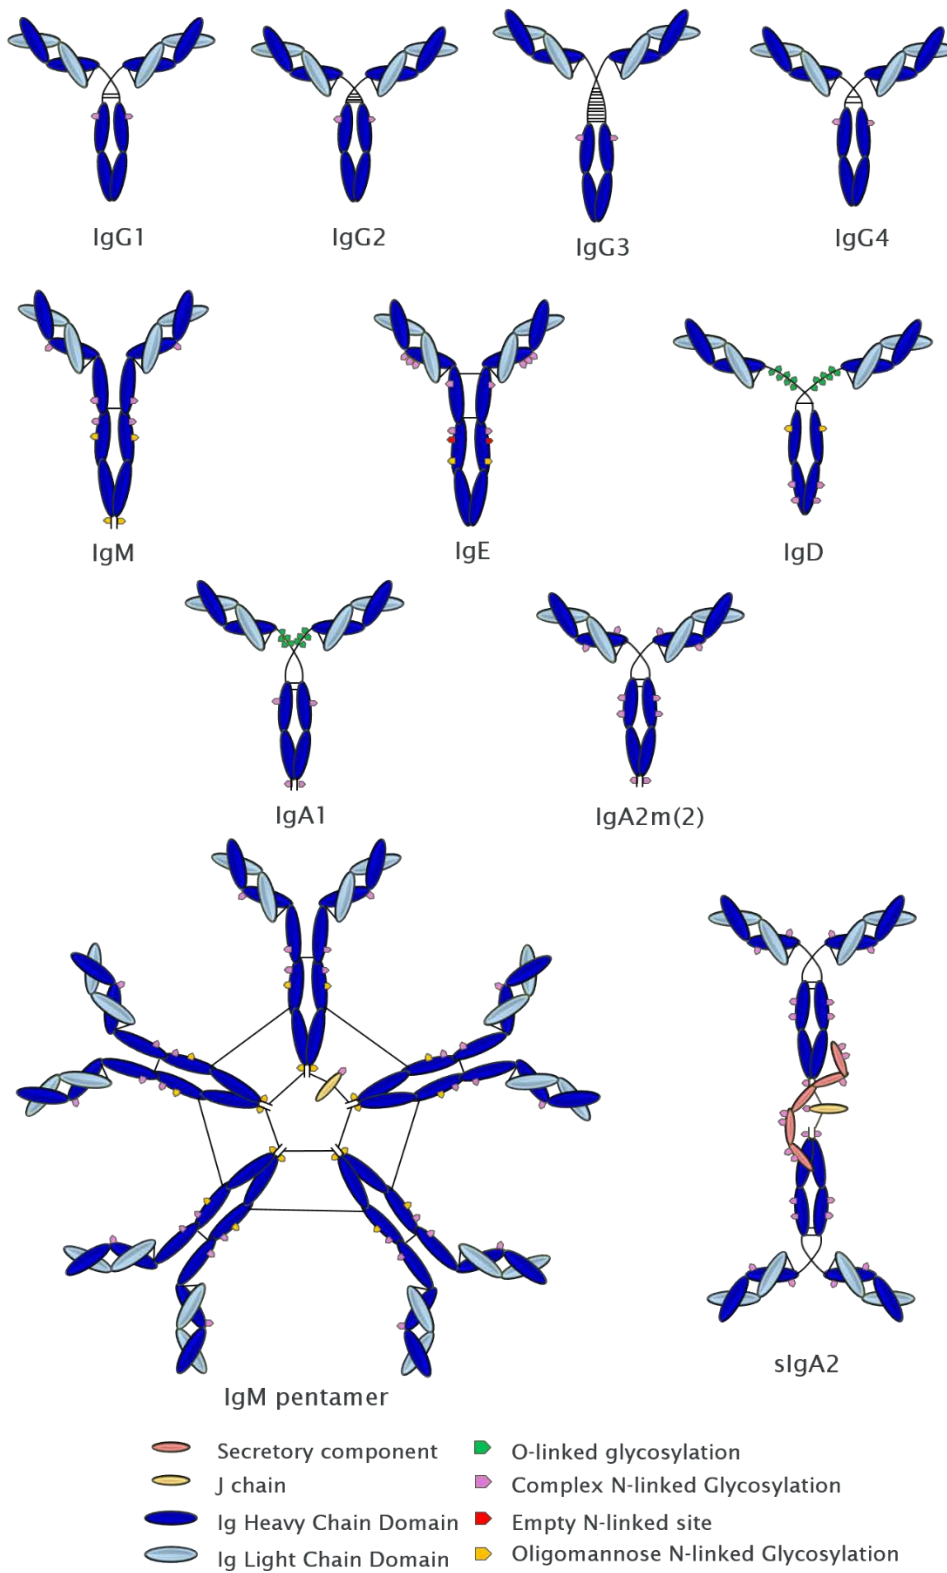 IgG1
IgG2
IgG3
IgG4
IgM
IgE
IgD
IgA1
IgA2m(2)
IgM pentamer
sIgA2
Secretory component
O-linked glycosylation
J chain
Complex N-linked Glycosylation
Ig Heavy Chain Domain
Empty N-linked site
Ig Light Chain Domain
Oligomannose N-linked Glycosylation